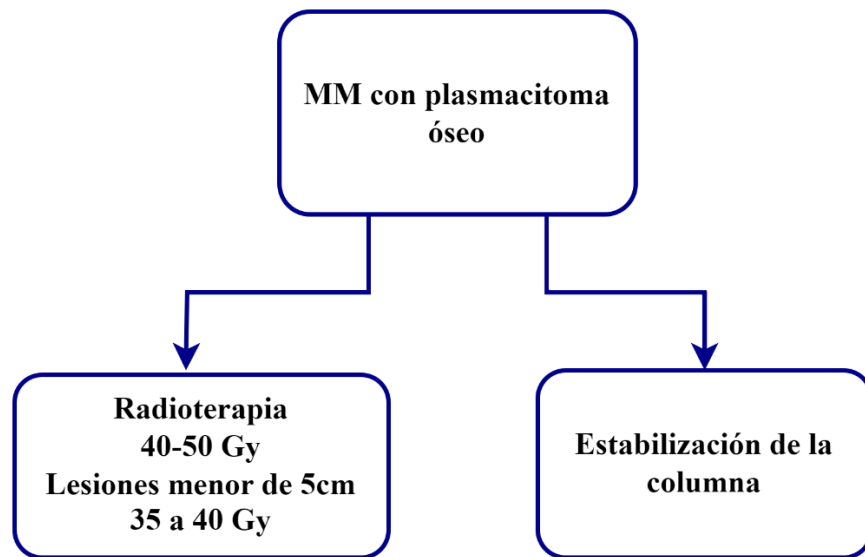 MM con plasmacitoma
óseo
Radioterapia
40-50 Gy
Lesiones menor de 5cm
35 a 40 Gy
Estabilización de la
columna